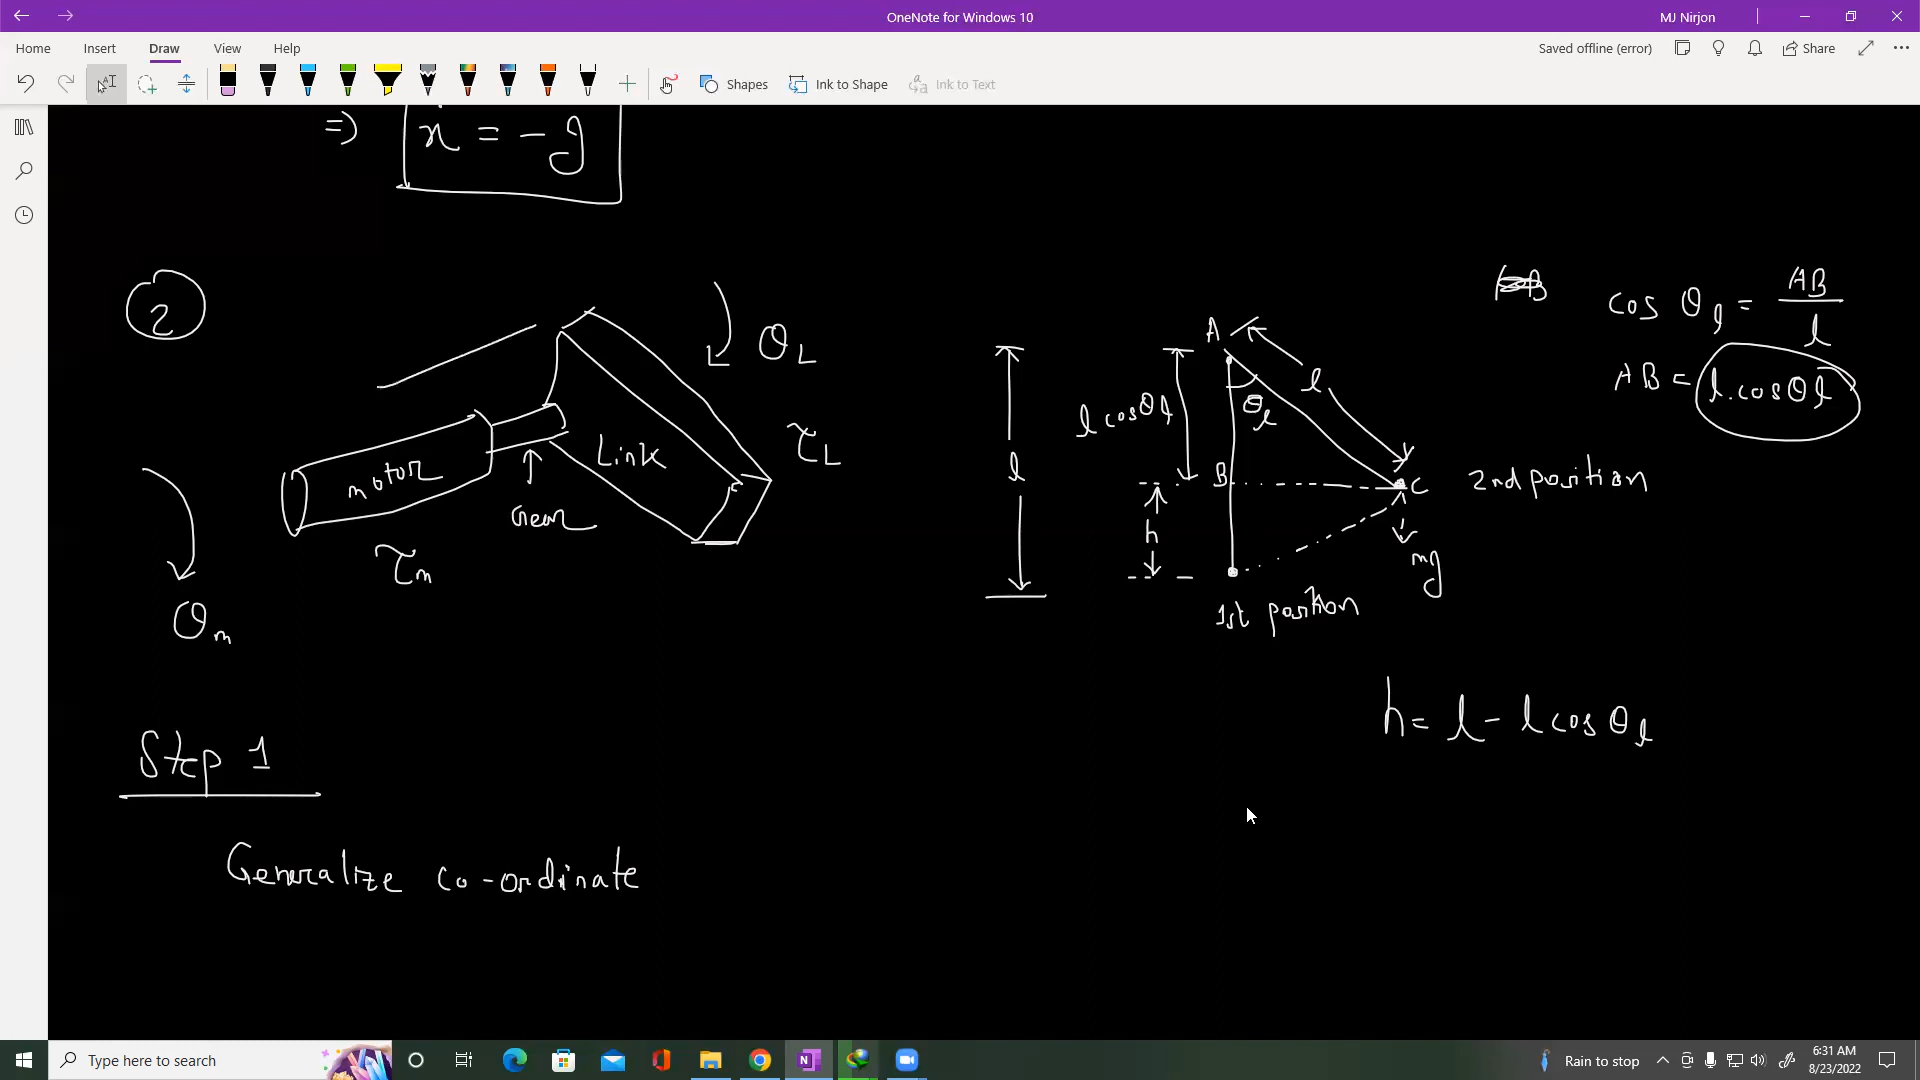 OneNote for Windows 10
MJ Nirjon
Home Insert Draw View Help
Saved offline (error)
Share
Shapes
Ink to Shape
Ink to Text
=> ẋ = -g
2
θL
τL
motor
Link
Gear
τm
θm
A
l
θl
l cosθl
l
B
C
h
mg
2nd position
1st position
cos θl = AB / l
AB = l.cosθl
h = l - l cos θl
Step 1
Generalize co-ordinate
Type here to search
Rain to stop
6:31 AM
8/23/2022